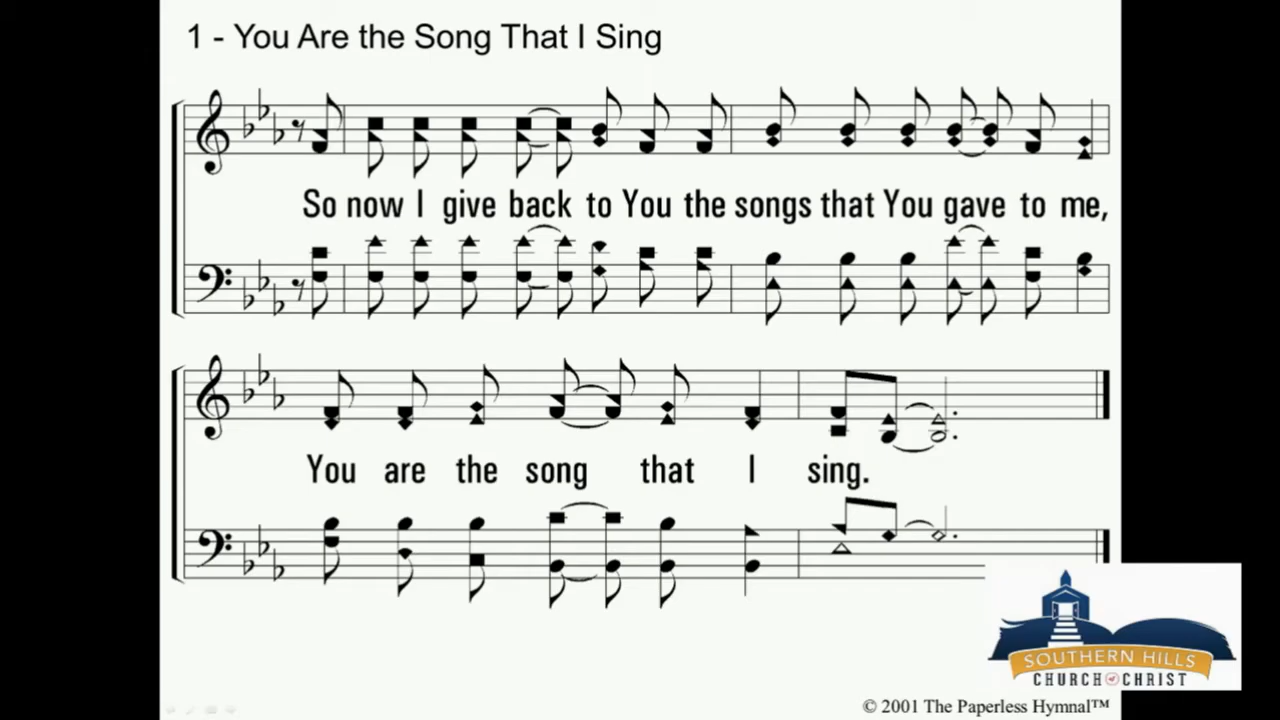 1 - You Are the Song That I Sing
So now I give back to You the songs that You gave to me,
You are the song that I sing.
SOUTHERN HILLS
CHURCH of CHRIST
© 2001 The Paperless Hymnal™